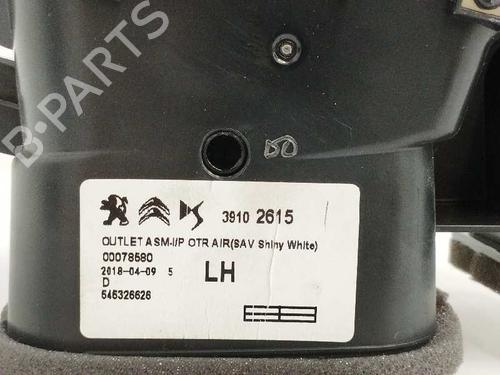 B-PARTS
3910 2615
OUTLET ASM-I/P OTR AIR(SAV Shiny White)
00078580
2018-04-09 5
LH
D
545326626